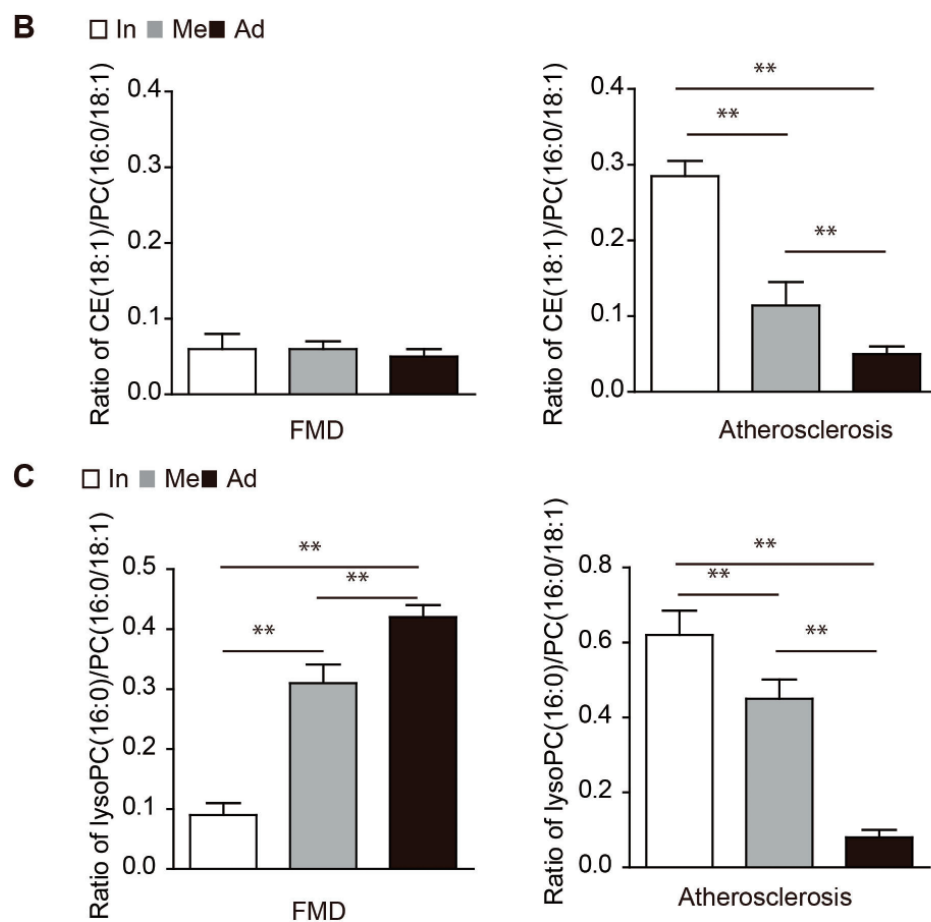 B
In Me Ad
Ratio of CE(18:1)/PC(16:0/18:1)
0.4
0.3
0.2
0.1
0.0
FMD
Ratio of CE(18:1)/PC(16:0/18:1)
0.4
0.3
0.2
0.1
0.0
**
**
**
Atherosclerosis
C
In Me Ad
Ratio of lysoPC(16:0)/PC(16:0/18:1)
0.5
0.4
0.3
0.2
0.1
0.0
**
**
**
FMD
Ratio of lysoPC(16:0)/PC(16:0/18:1)
0.8
0.6
0.4
0.2
0.0
**
**
**
Atherosclerosis